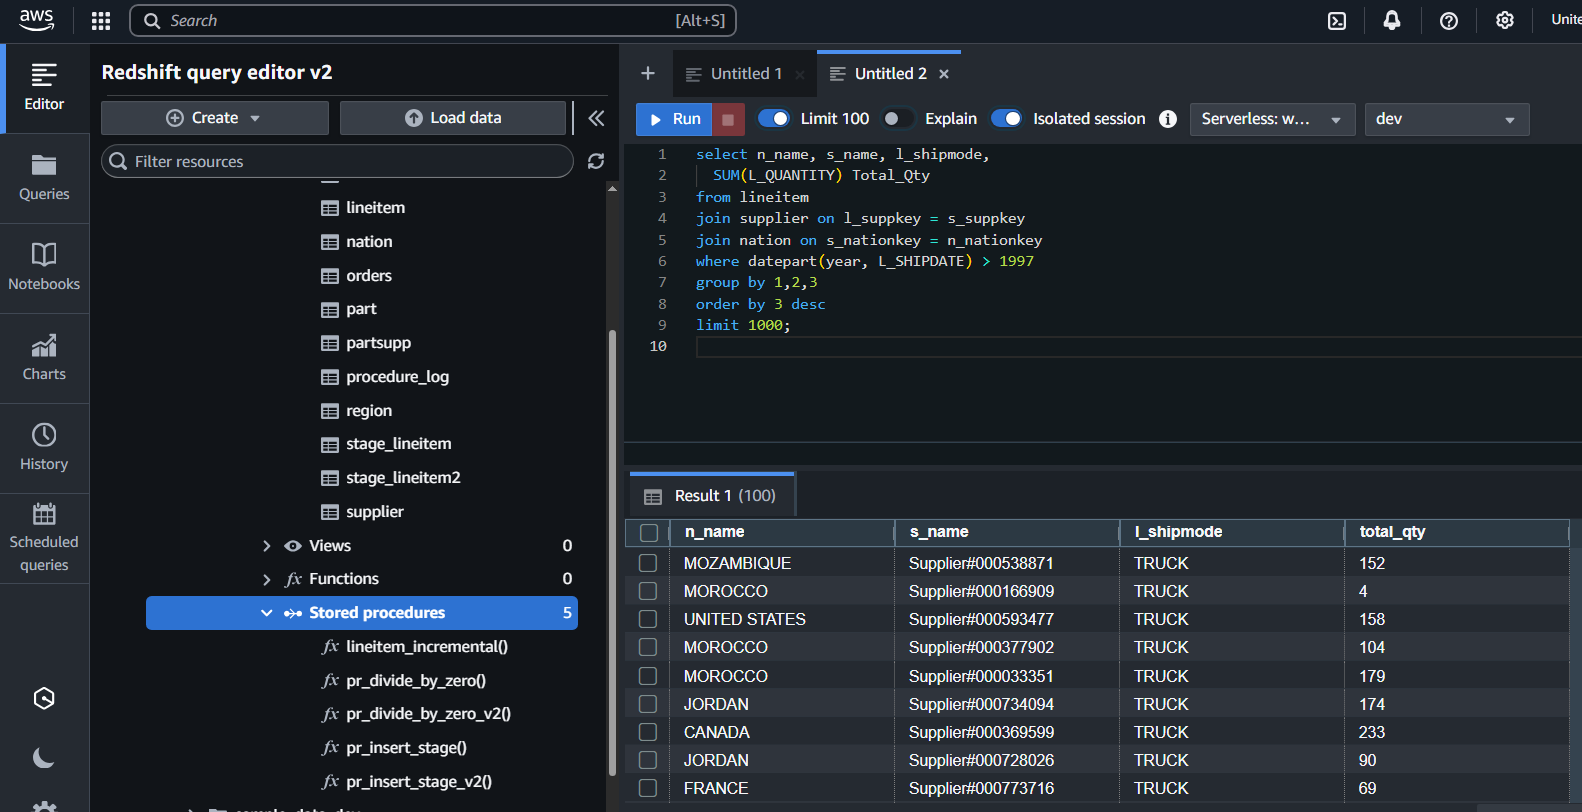 aws
Search [Alt+S]
Unite
Editor
Queries
Notebooks
Charts
History
Scheduled
queries
Redshift query editor v2
Create
Load data
Filter resources
lineitem
nation
orders
part
partsupp
procedure_log
region
stage_lineitem
stage_lineitem2
supplier
Views 0
fx Functions 0
Stored procedures 5
fx lineitem_incremental()
fx pr_divide_by_zero()
fx pr_divide_by_zero_v2()
fx pr_insert_stage()
fx pr_insert_stage_v2()
Untitled 1
Untitled 2
Run
Limit 100
Explain
Isolated session
Serverless: w...
dev
1 select n_name, s_name, l_shipmode,
2 SUM(L_QUANTITY) Total_Qty
3 from lineitem
4 join supplier on l_suppkey = s_suppkey
5 join nation on s_nationkey = n_nationkey
6 where datepart(year, L_SHIPDATE) > 1997
7 group by 1,2,3
8 order by 3 desc
9 limit 1000;
10
Result 1 (100)
n_name s_name l_shipmode total_qty
MOZAMBIQUE Supplier#000538871 TRUCK 152
MOROCCO Supplier#000166909 TRUCK 4
UNITED STATES Supplier#000593477 TRUCK 158
MOROCCO Supplier#000377902 TRUCK 104
MOROCCO Supplier#000033351 TRUCK 179
JORDAN Supplier#000734094 TRUCK 174
CANADA Supplier#000369599 TRUCK 233
JORDAN Supplier#000728026 TRUCK 90
FRANCE Supplier#000773716 TRUCK 69